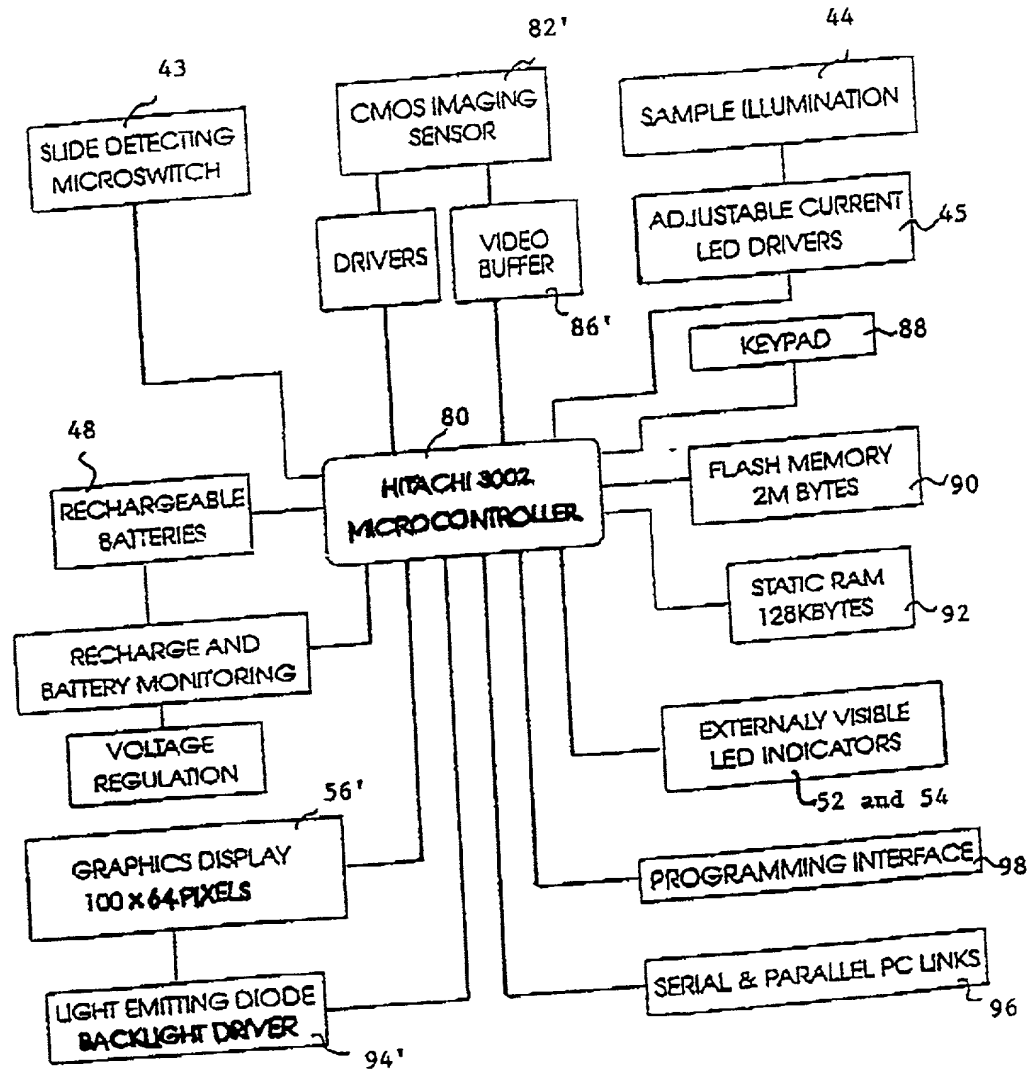 82'
44
43
CMOS IMAGING
SENSOR
SAMPLE ILLUMINATION
SLIDE DETECTING
MICROSWITCH
ADJUSTABLE CURRENT
LED DRIVERS
45
DRIVERS
VIDEO
BUFFER
86'
KEYPAD
88
80
48
HITACHI 3002
MICROCONTROLLER
FLASH MEMORY
2M BYTES
90
RECHARGEABLE
BATTERIES
STATIC RAM
128KBYTES
92
RECHARGE AND
BATTERY MONITORING
EXTERNALY VISIBLE
LED INDICATORS
52 and 54
VOLTAGE
REGULATION
56'
GRAPHICS DISPLAY
100 X 64 PIXELS
PROGRAMMING INTERFACE
98
SERIAL & PARALLEL PC LINKS
96
LIGHT EMITTING DIODE
BACKLIGHT DRIVER
94'